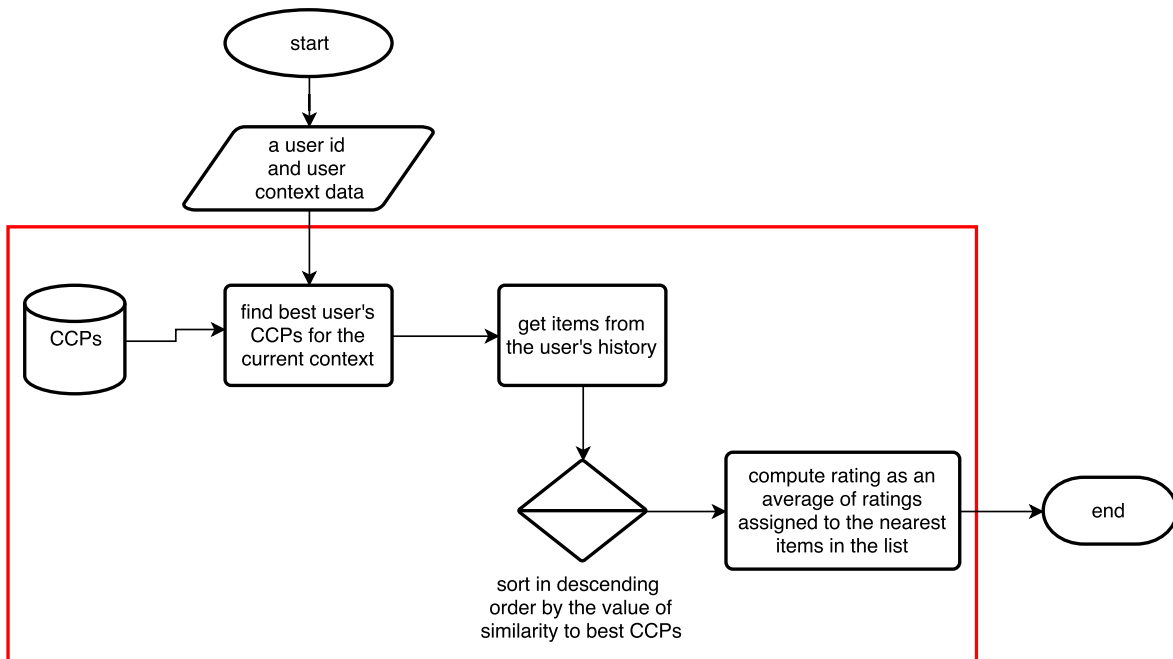 start
a user id
and user
context data
CCPs
find best user's
CCPs for the
current context
get items from
the user's history
sort in descending
order by the value of
similarity to best CCPs
compute rating as an
average of ratings
assigned to the nearest
items in the list
end